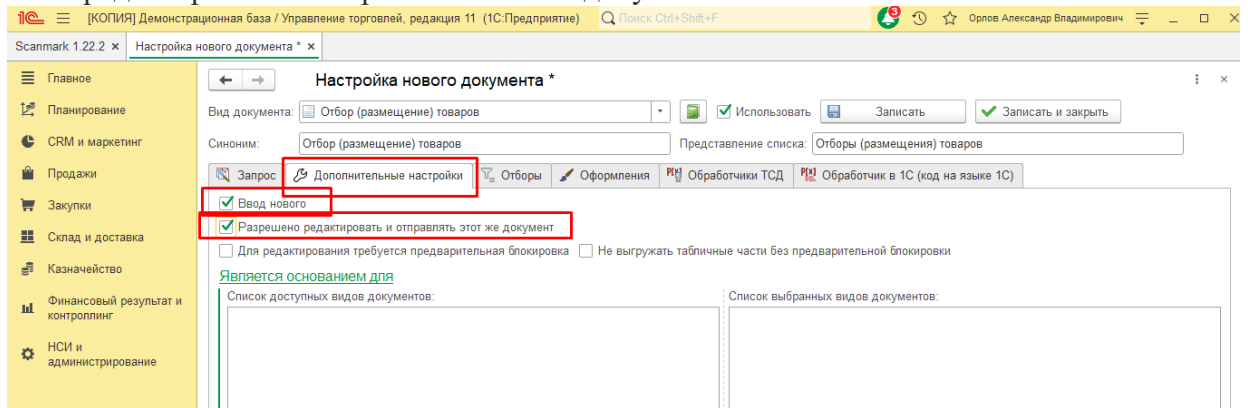 [КОПИЯ] Демонстрационная база / Управление торговлей, редакция 11 (1С:Предприятие) Поиск Ctrl+Shift+F 3 Орлов Александр Владимирович
Scanmark 1.22.2 × Настройка нового документа * ×
Главное
Планирование
CRM и маркетинг
Продажи
Закупки
Склад и доставка
Казначейство
Финансовый результат и
контроллинг
НСИ и
администрирование
Настройка нового документа *
Вид документа: Отбор (размещение) товаров Использовать Записать Записать и закрыть
Синоним: Отбор (размещение) товаров Представление списка: Отборы (размещения) товаров
Запрос Дополнительные настройки Отборы Оформления Обработчики ТСД Обработчик в 1С (код на языке 1С)
Ввод нового
Разрешено редактировать и отправлять этот же документ
Для редактирования требуется предварительная блокировка Не выгружать табличные части без предварительной блокировки
Является основанием для
Список доступных видов документов: Список выбранных видов документов: